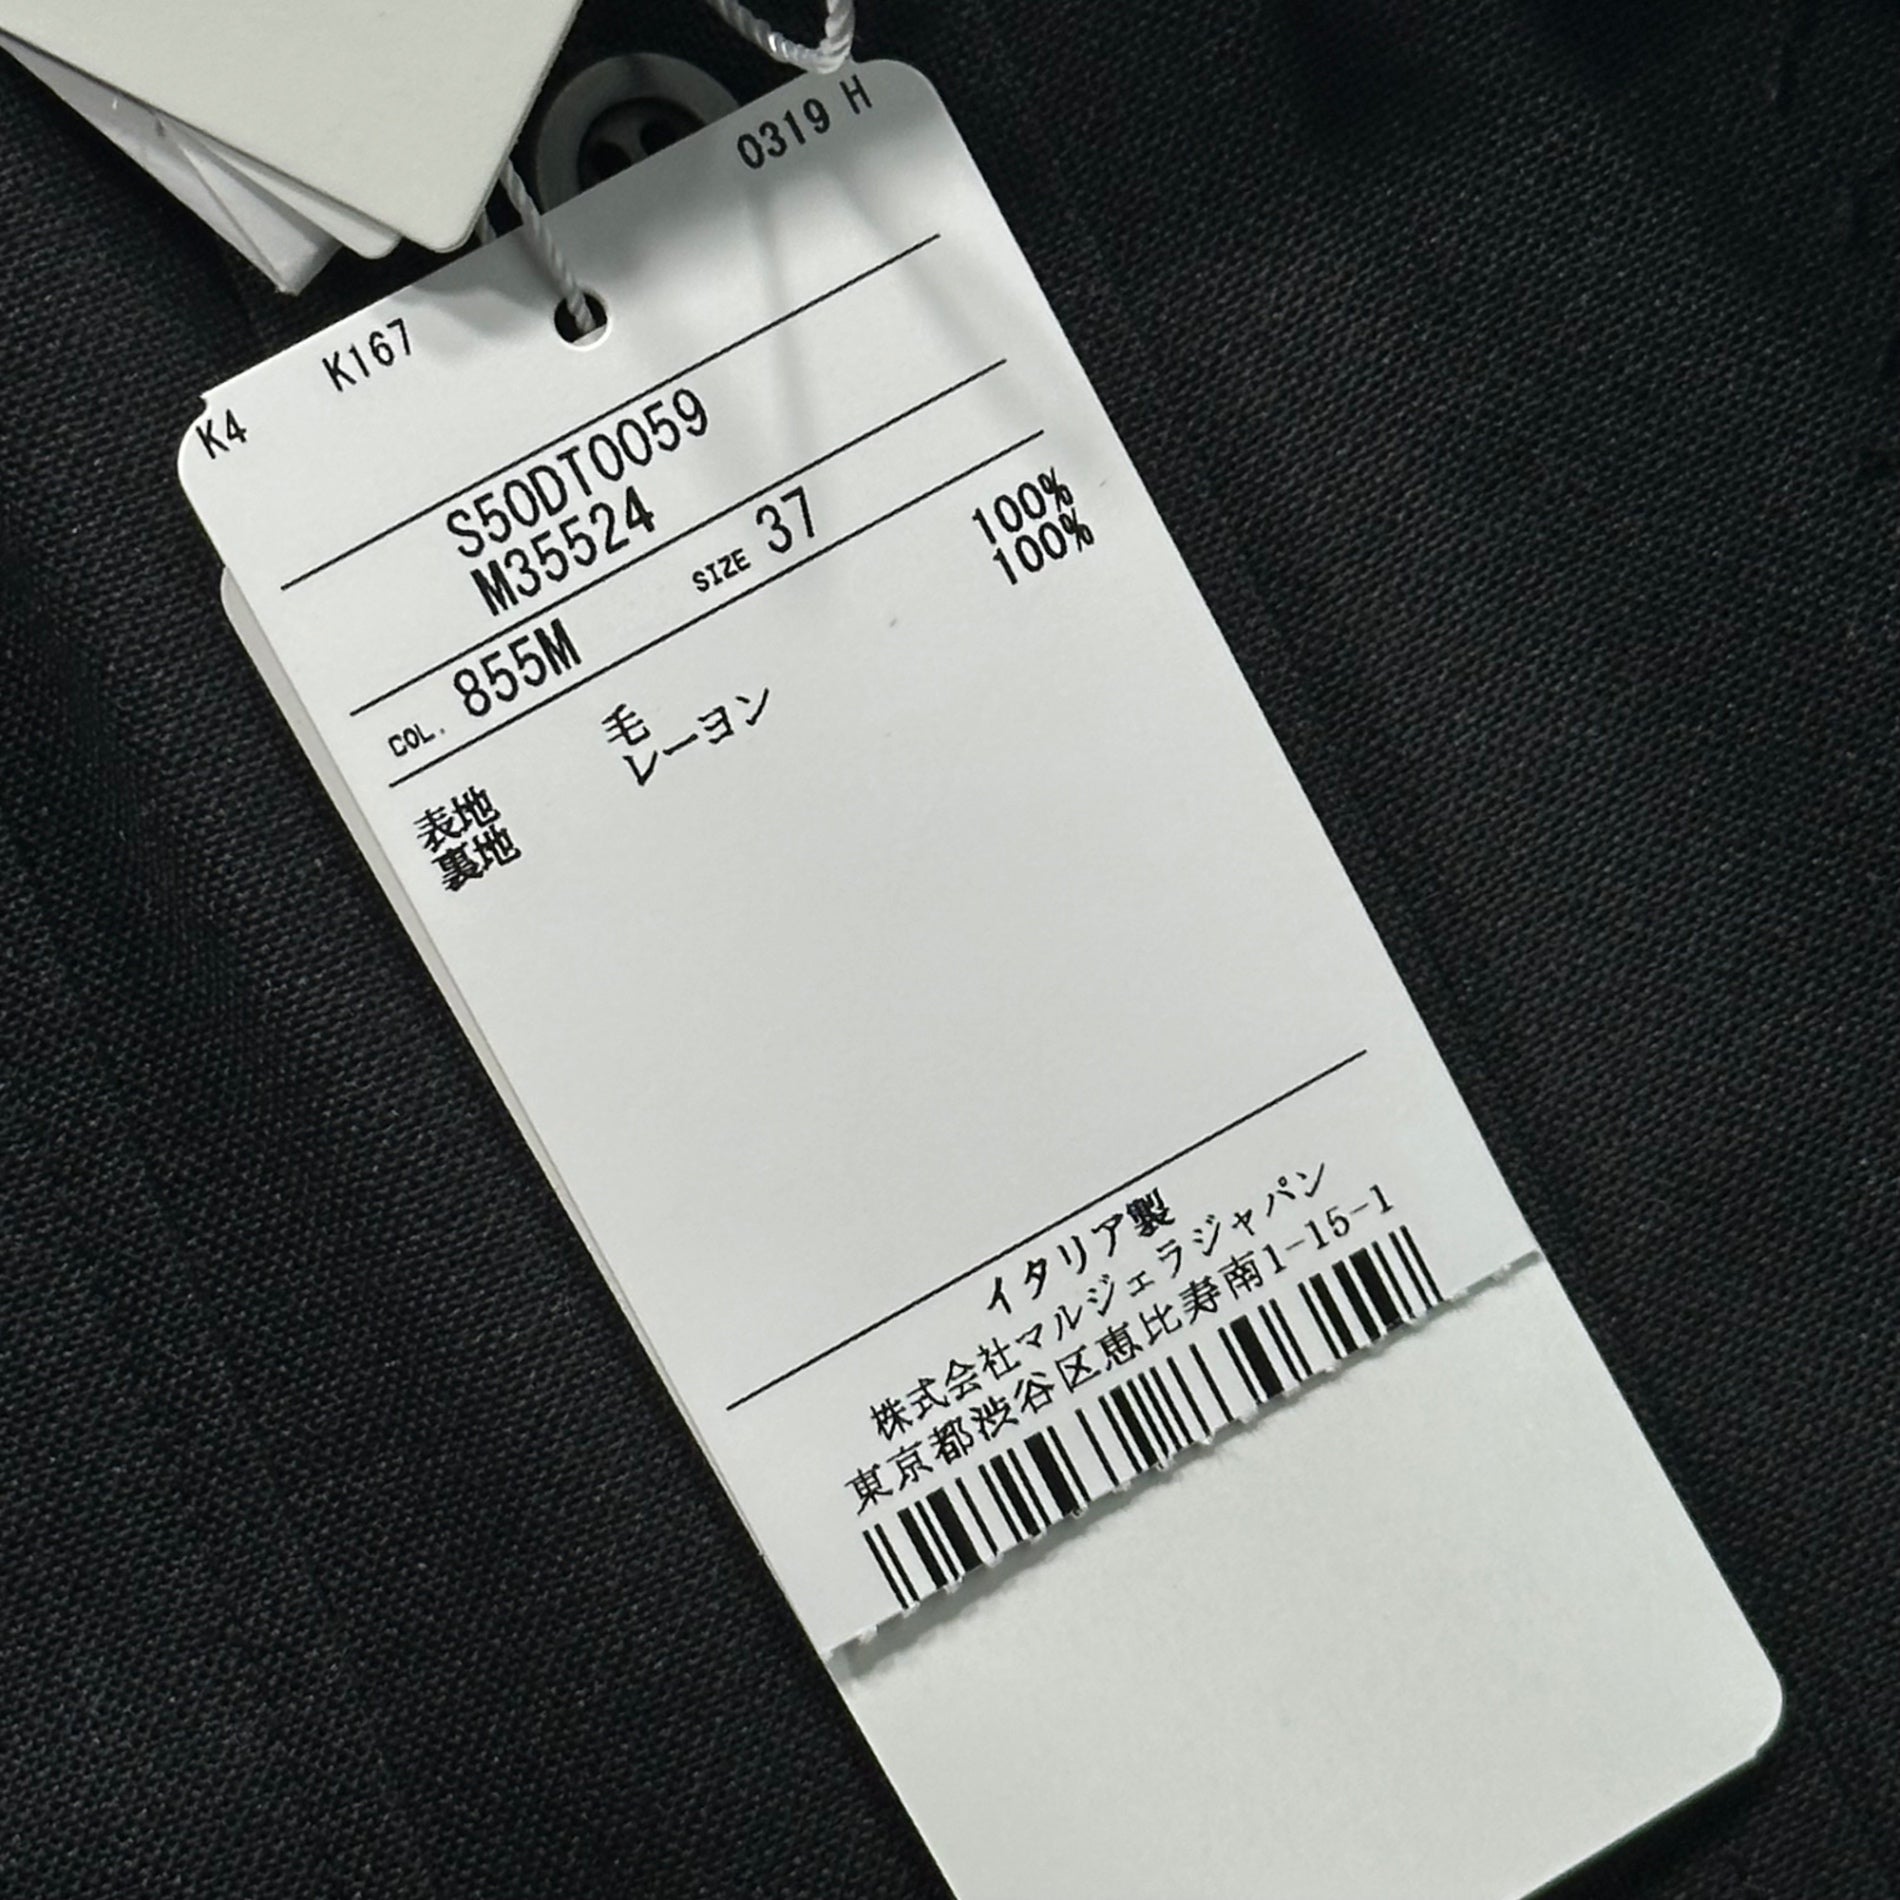 0319 H
K167
K4
S50DT0059
M35524
COL. 855M SIZE 37
表地 毛 100%
裏地 レーヨン 100%
イタリア製
株式会社マルジェラジャパン
東京都渋谷区恵比寿南1-15-1